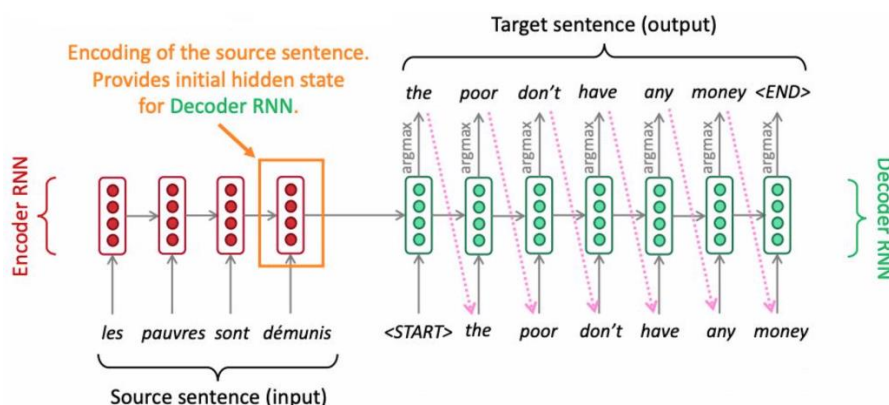 Target sentence (output)
Encoding of the source sentence.
Provides initial hidden state
for Decoder RNN.
the poor don't have any money <END>
argmax argmax argmax argmax argmax argmax argmax
Encoder RNN
Decoder RNN
les pauvres sont démunis <START> the poor don't have any money
Source sentence (input)